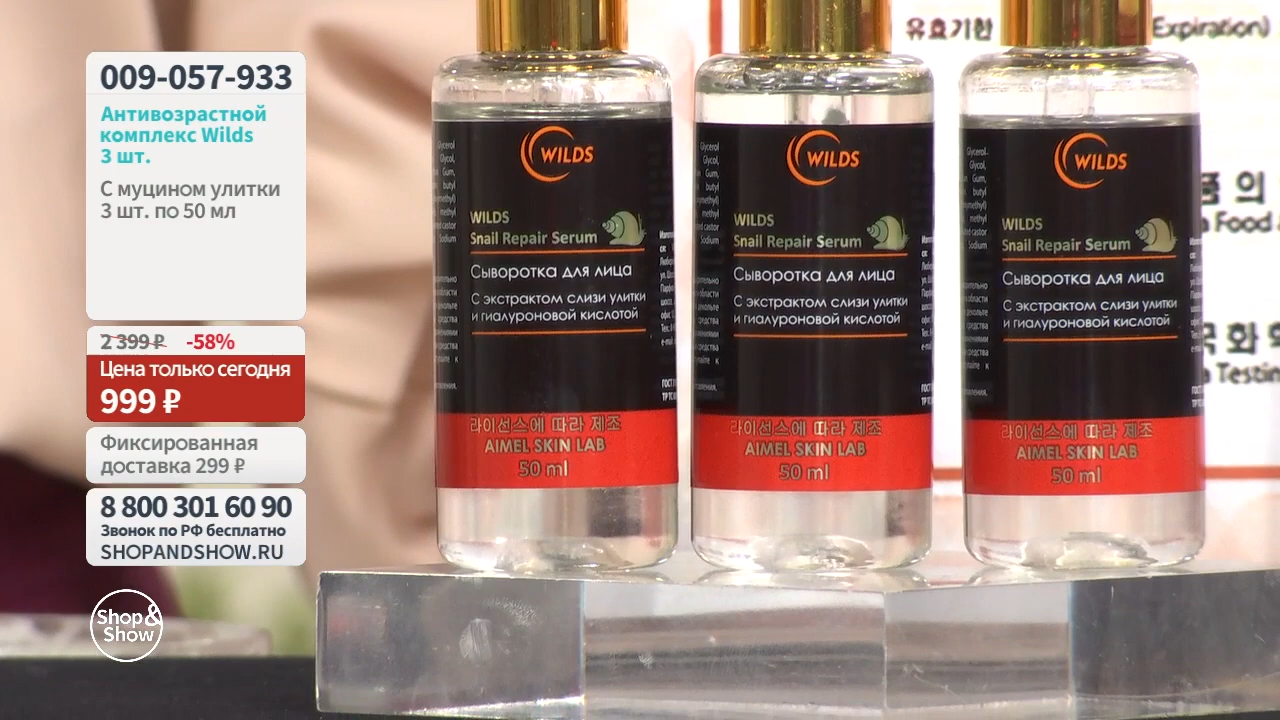 009-057-933
Антивозрастной
комплекс Wilds
3 шт.
С муцином улитки
3 шт. по 50 мл
2 399 ₽ -58%
Цена только сегодня
999 ₽
Фиксированная
доставка 299 ₽
8 800 301 60 90
Звонок по РФ бесплатно
SHOPANDSHOW.RU
Shop&
Show
WILDS
WILDS
Snail Repair Serum
Сыворотка для лица
С экстрактом слизи улитки
и гиалуроновой кислотой
라이선스에 따라 제조
AIMEL SKIN LAB
50 ml
WILDS
WILDS
Snail Repair Serum
Сыворотка для лица
С экстрактом слизи улитки
и гиалуроновой кислотой
라이선스에 따라 제조
AIMEL SKIN LAB
50 ml
WILDS
WILDS
Snail Repair Serum
Сыворотка для лица
С экстрактом слизи улитки
и гиалуроновой кислотой
라이선스에 따라 제조
AIMEL SKIN LAB
50 ml
유효기한 Expiration)
의
Food
국 화
Testin